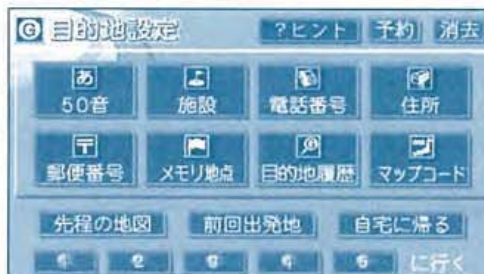 G 目的地設定 ?ヒント 予約 消去
あ 50音 施設 電話番号 住所
〒 郵便番号 メモリ地点 目的地履歴 マップコード
先程の地図 前回出発地 自宅に帰る
1 2 3 4 5 に行く